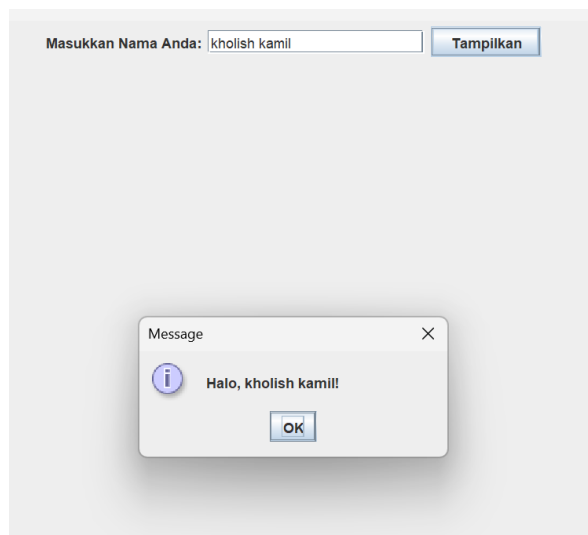 Masukkan Nama Anda: kholish kamil Tampilkan
Message
Halo, kholish kamil!
OK